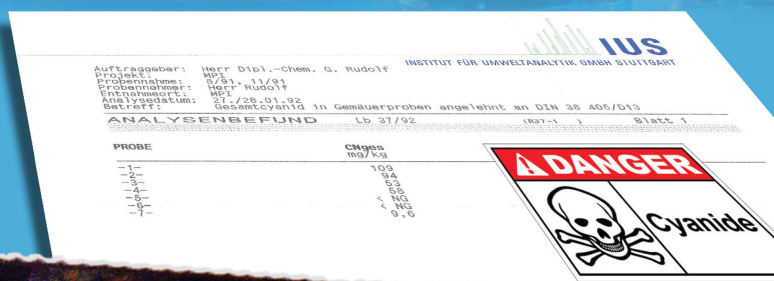 IUS
INSTITUT FÜR UMWELTANALYTIK GMBH STUTTGART
Auftraggeber: Herr Dipl.-Chem. G. Rudolf
Projekt: MPI
Probennahme: 8/91, 11/91
Probennehmer: Herr Rudolf
Entnahmeort: MPI
Analysedatum: 27./28.01.92
Betreff: Gesamtcyanid in Gemäuerproben angelehnt an DIN 38 405/D13
ANALYSENBEFUND Lb 37/92 (R37-1 ) Blatt 1
PROBE CNges
mg/kg
-1- 109
-2- 94
-3- 53
-4- 58
-5- < NG
-6- < NG
-7- 9,6
DANGER
Cyanide